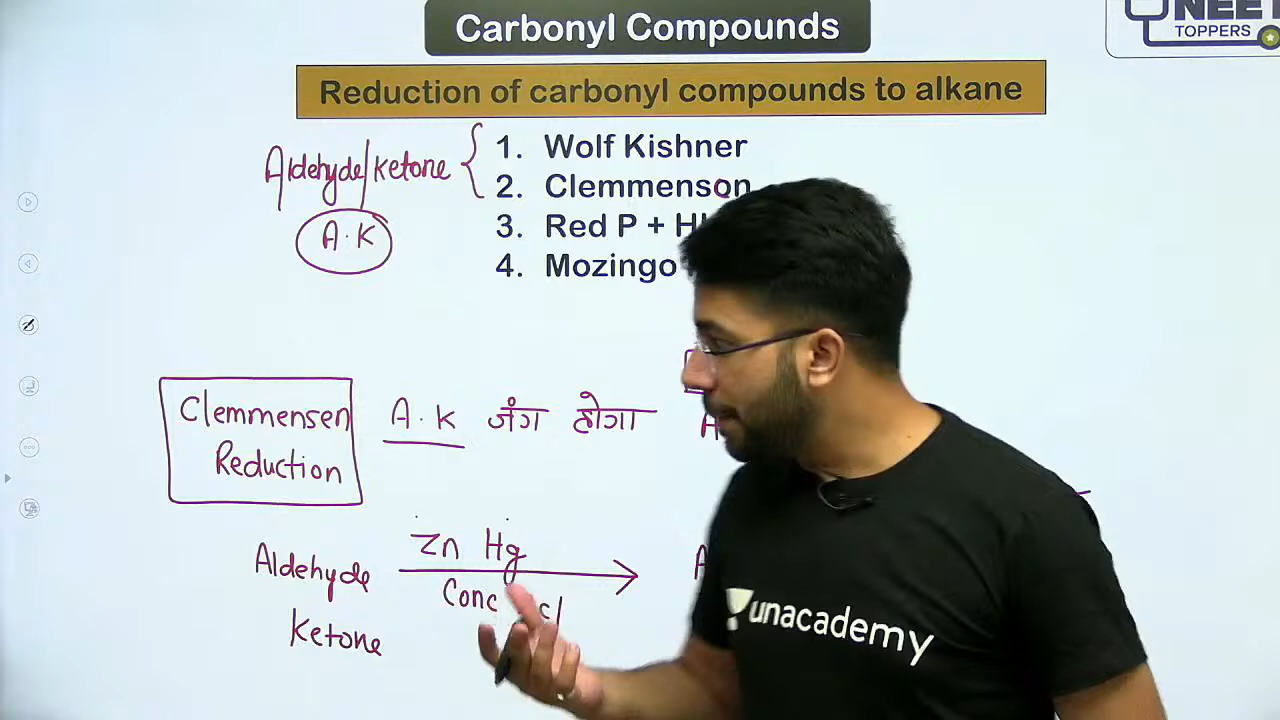 Carbonyl Compounds
NEET
TOPPERS
Reduction of carbonyl compounds to alkane
Aldehyde/ketone
1. Wolf Kishner
2. Clemmenson
A.K
3. Red P +
4. Mozingo
Clemmensen
Reduction
A.K जंग होगा
Zn Hg
Aldehyde
Conc
Ketone
unacademy